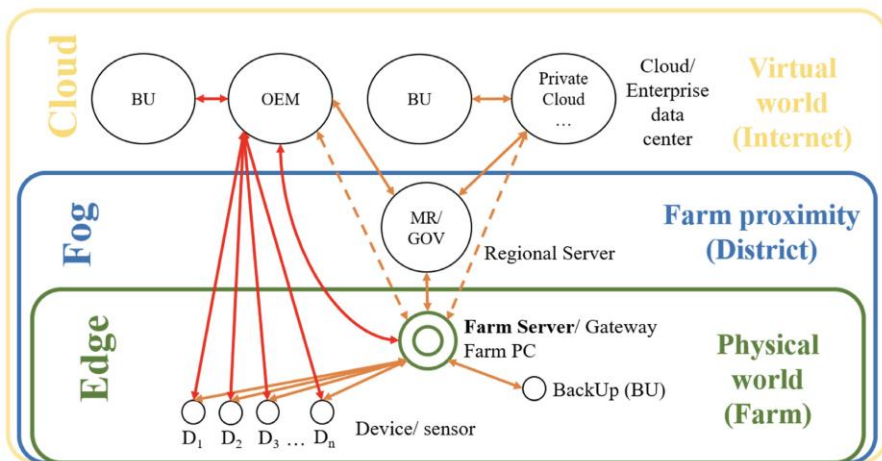 Cloud
BU
OEM
BU
Private
Cloud
…
Cloud/
Enterprise
data
center
Virtual
world
(Internet)
Fog
MR/
GOV
Regional Server
Farm proximity
(District)
Edge
Farm Server/ Gateway
Farm PC
BackUp (BU)
Physical
world
(Farm)
D1 D2 D3 … Dn
Device/ sensor